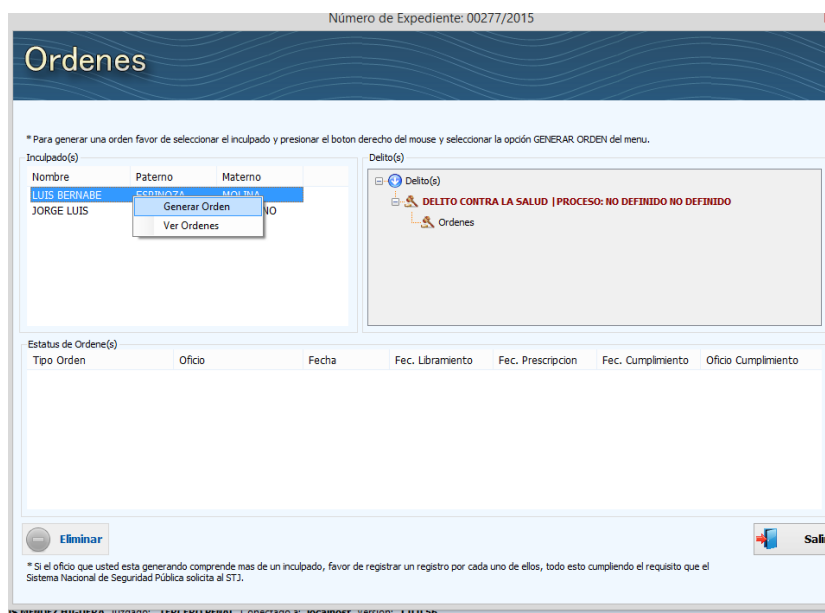 Número de Expediente: 00277/2015
Ordenes
* Para generar una orden favor de seleccionar el inculpado y presionar el boton derecho del mouse y seleccionar la opción GENERAR ORDEN del menu.
Inculpado(s)
Nombre Paterno Materno
LUIS BERNABE ESPINOZA MOLINA
JORGE LUIS NO
Generar Orden
Ver Ordenes
Delito(s)
Delito(s)
DELITO CONTRA LA SALUD |PROCESO: NO DEFINIDO NO DEFINIDO
Ordenes
Estatus de Ordene(s)
Tipo Orden Oficio Fecha Fec. Libramiento Fec. Prescripcion Fec. Cumplimiento Oficio Cumplimiento
Eliminar
Sali
* Si el oficio que usted esta generando comprende mas de un inculpado, favor de registrar un registro por cada uno de ellos, todo esto cumpliendo el requisito que el
Sistema Nacional de Seguridad Pública solicita al STJ.